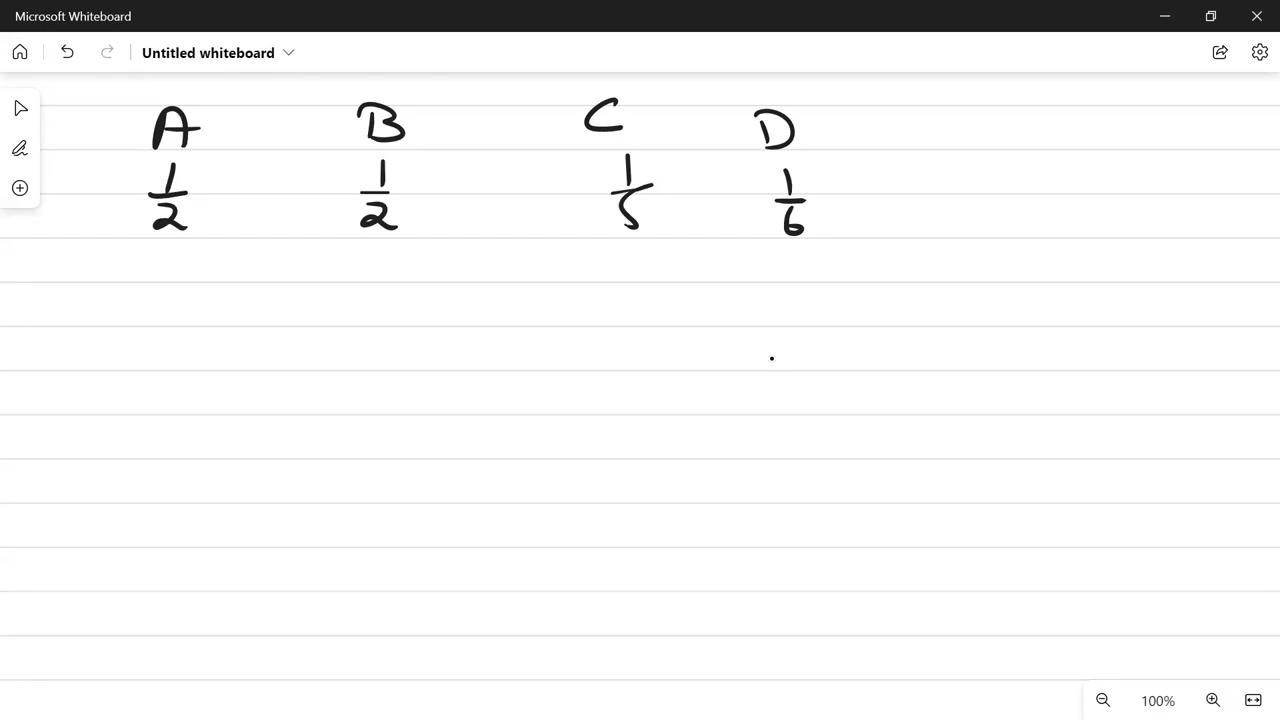 Microsoft Whiteboard
Untitled whiteboard
A B C D
1/2 1/2 1/5 1/6
100%